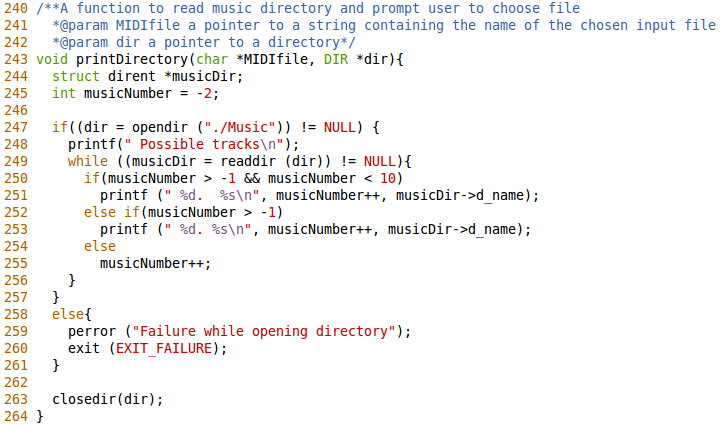 240 /**A function to read music directory and prompt user to choose file
241   *@param MIDIfile a pointer to a string containing the name of the chosen input file
242   *@param dir a pointer to a directory*/
243 void printDirectory(char *MIDIfile, DIR *dir){
244   struct dirent *musicDir;
245   int musicNumber = -2;
246
247   if((dir = opendir ("./Music")) != NULL) {
248     printf(" Possible tracks\n");
249     while ((musicDir = readdir (dir)) != NULL){
250       if(musicNumber > -1 && musicNumber < 10)
251         printf (" %d.  %s\n", musicNumber++, musicDir->d_name);
252       else if(musicNumber > -1)
253         printf (" %d. %s\n", musicNumber++, musicDir->d_name);
254       else
255         musicNumber++;
256     }
257   }
258   else{
259     perror ("Failure while opening directory");
260     exit (EXIT_FAILURE);
261   }
262
263   closedir(dir);
264 }